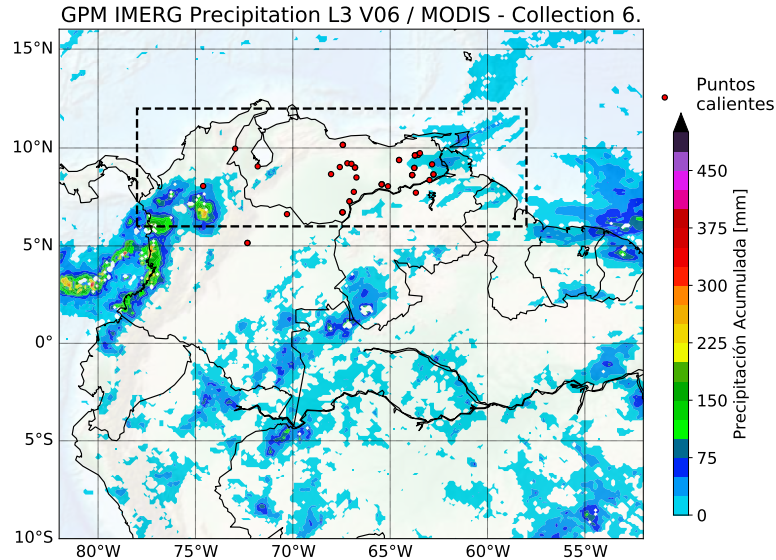 GPM IMERG Precipitation L3 V06 / MODIS - Collection 6.
15°N
10°N
5°N
0°
5°S
10°S
80°W
75°W
70°W
65°W
60°W
55°W
Puntos
calientes
450
375
300
225
150
75
0
Precipitación Acumulada [mm]